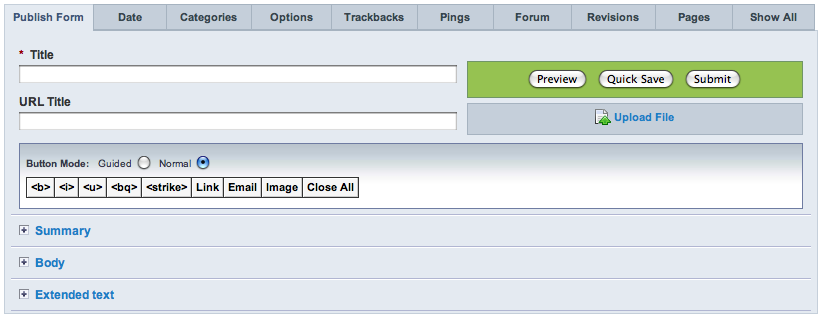 Publish Form Date Categories Options Trackbacks Pings Forum Revisions Pages Show All
* Title
Preview Quick Save Submit
URL Title
Upload File
Button Mode: Guided Normal
<b> <i> <u> <bq> <strike> Link Email Image Close All
Summary
Body
Extended text